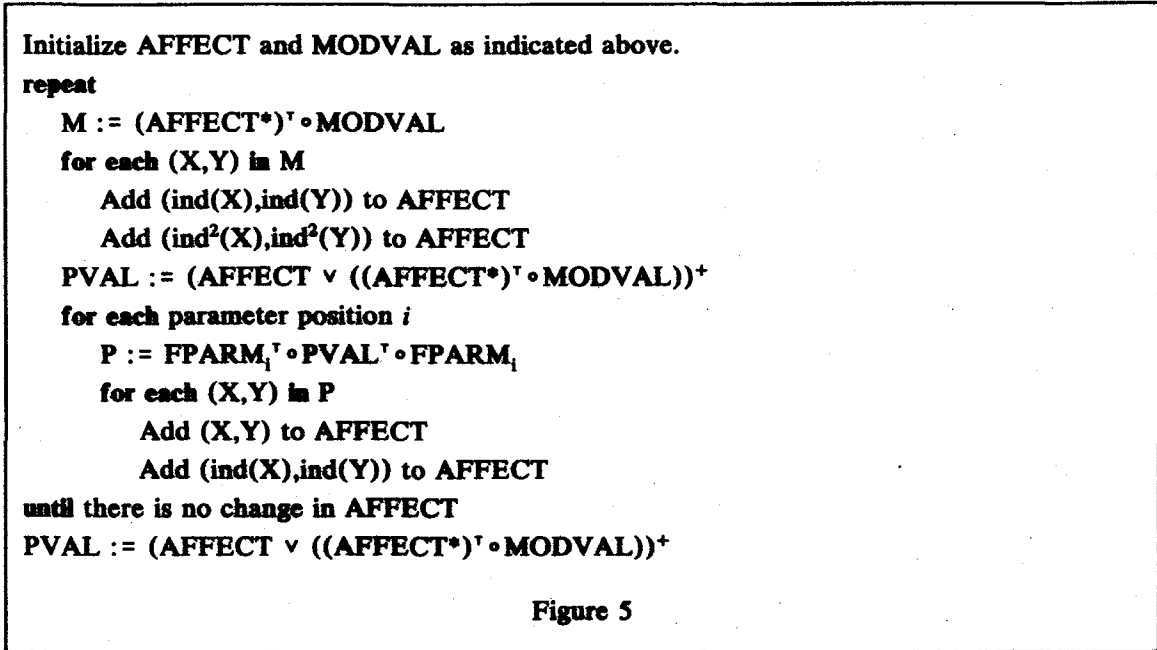 Initialize AFFECT and MODVAL as indicated above.
repeat
M := (AFFECT*)ᵀ∘MODVAL
for each (X,Y) in M
Add (ind(X),ind(Y)) to AFFECT
Add (ind²(X),ind²(Y)) to AFFECT
PVAL := (AFFECT ∨ ((AFFECT*)ᵀ∘MODVAL))⁺
for each parameter position i
P := FPARMᵢᵀ∘PVALᵀ∘FPARMᵢ
for each (X,Y) in P
Add (X,Y) to AFFECT
Add (ind(X),ind(Y)) to AFFECT
until there is no change in AFFECT
PVAL := (AFFECT ∨ ((AFFECT*)ᵀ∘MODVAL))⁺
Figure 5